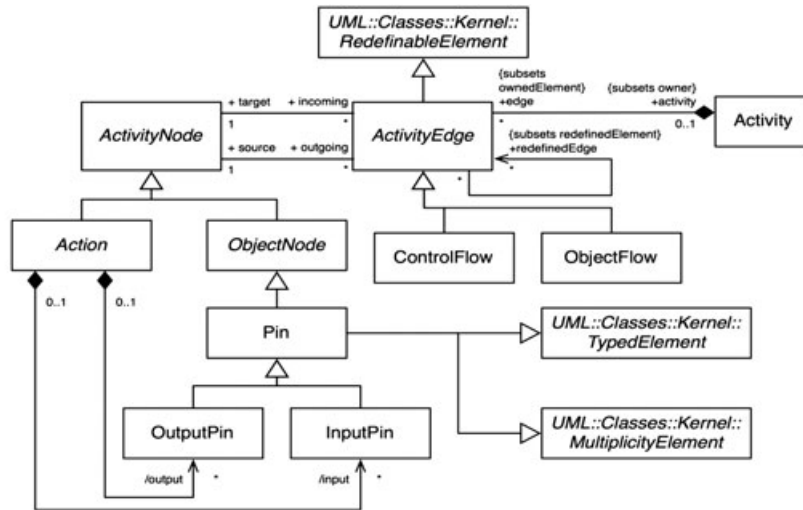 UML::Classes::Kernel::
RedefinableElement
{subsets
ownedElement}
+edge
*
{subsets owner}
+activity
0..1
Activity
+ target
1
+ incoming
*
ActivityNode
ActivityEdge
+ source
1
+ outgoing
*
{subsets redefinedElement}
+redefinedEdge
*
*
Action
ObjectNode
ControlFlow
ObjectFlow
0..1
0..1
Pin
UML::Classes::Kernel::
TypedElement
OutputPin
InputPin
UML::Classes::Kernel::
MultiplicityElement
/output
*
/input
*